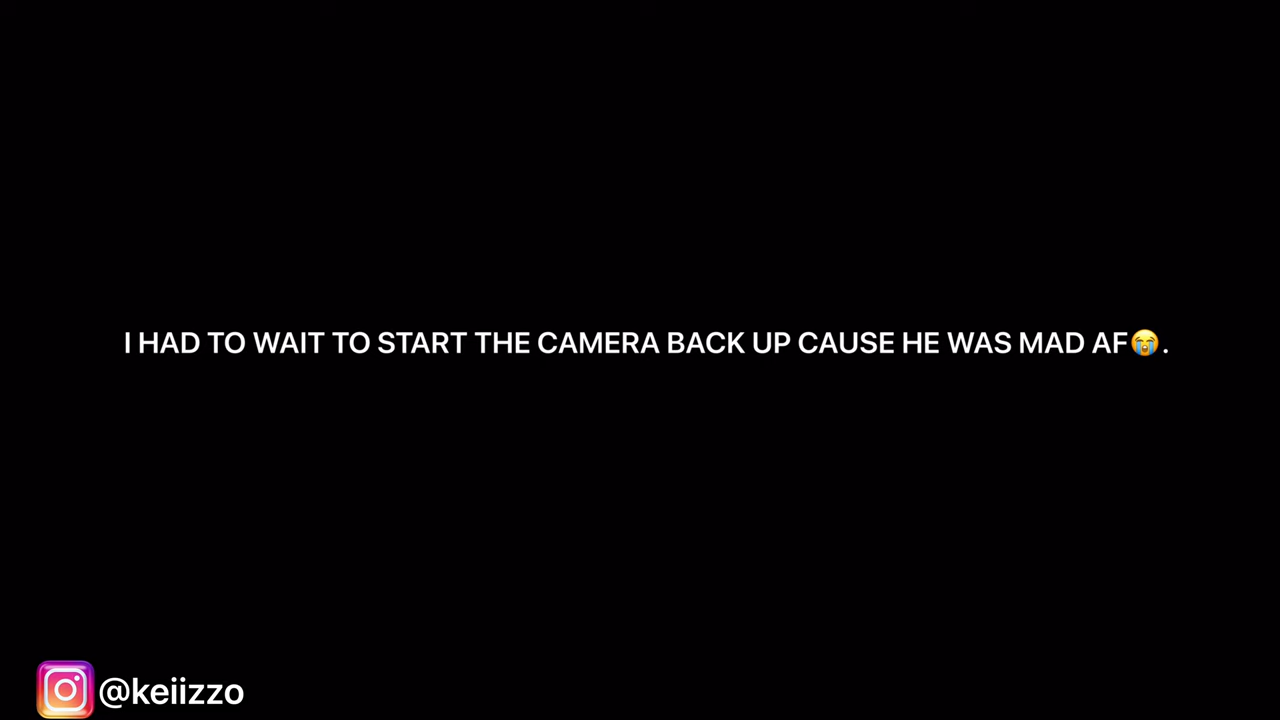 I HAD TO WAIT TO START THE CAMERA BACK UP CAUSE HE WAS MAD AF😭.
@keiizzo